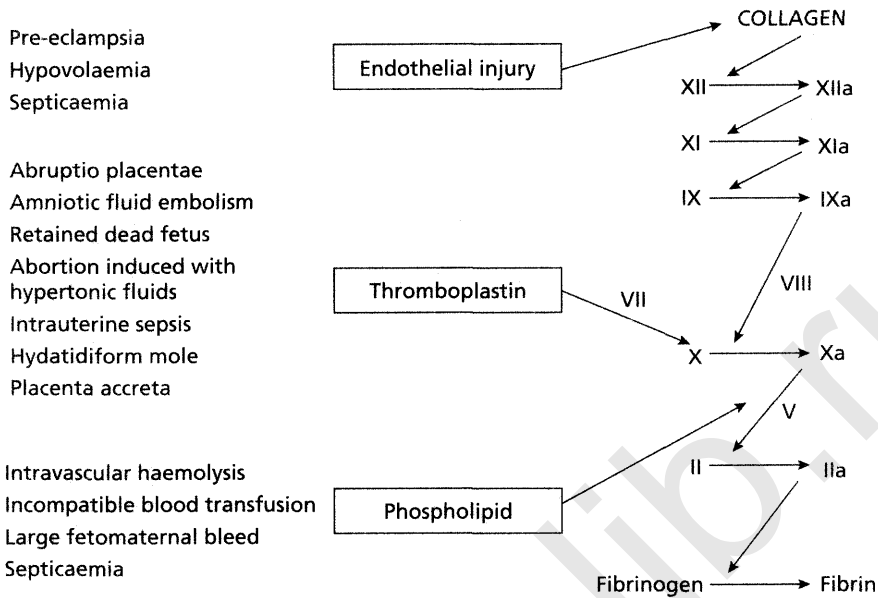 Pre-eclampsia
Hypovolaemia
Septicaemia
Endothelial injury
COLLAGEN
XII
XIIa
XI
XIa
IX
IXa
Abruptio placentae
Amniotic fluid embolism
Retained dead fetus
Abortion induced with
hypertonic fluids
Intrauterine sepsis
Hydatidiform mole
Placenta accreta
Thromboplastin
VII
VIII
X
Xa
V
Intravascular haemolysis
Incompatible blood transfusion
Large fetomaternal bleed
Septicaemia
Phospholipid
II
IIa
Fibrinogen
Fibrin
lib.ru